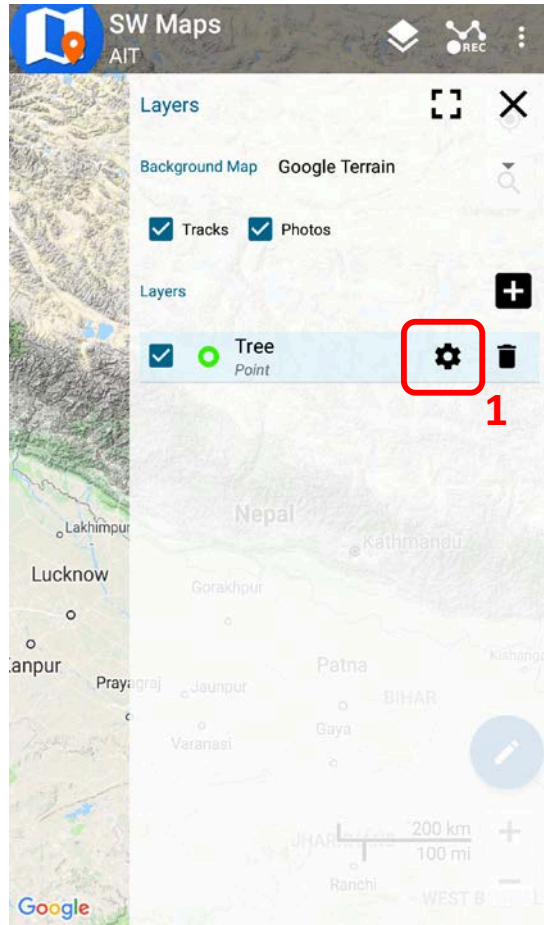 SW Maps
AIT
REC
Layers
Background Map Google Terrain
Tracks Photos
Layers
Tree
Point
1
Nepal
Kathmandu
Lakhimpur
Lucknow
Gorakhpur
Kanpur
Patna
Prayagraj Jaunpur
BIHAR
Gaya
Varanasi
200 km
100 mi
Ranchi
WEST B
Google